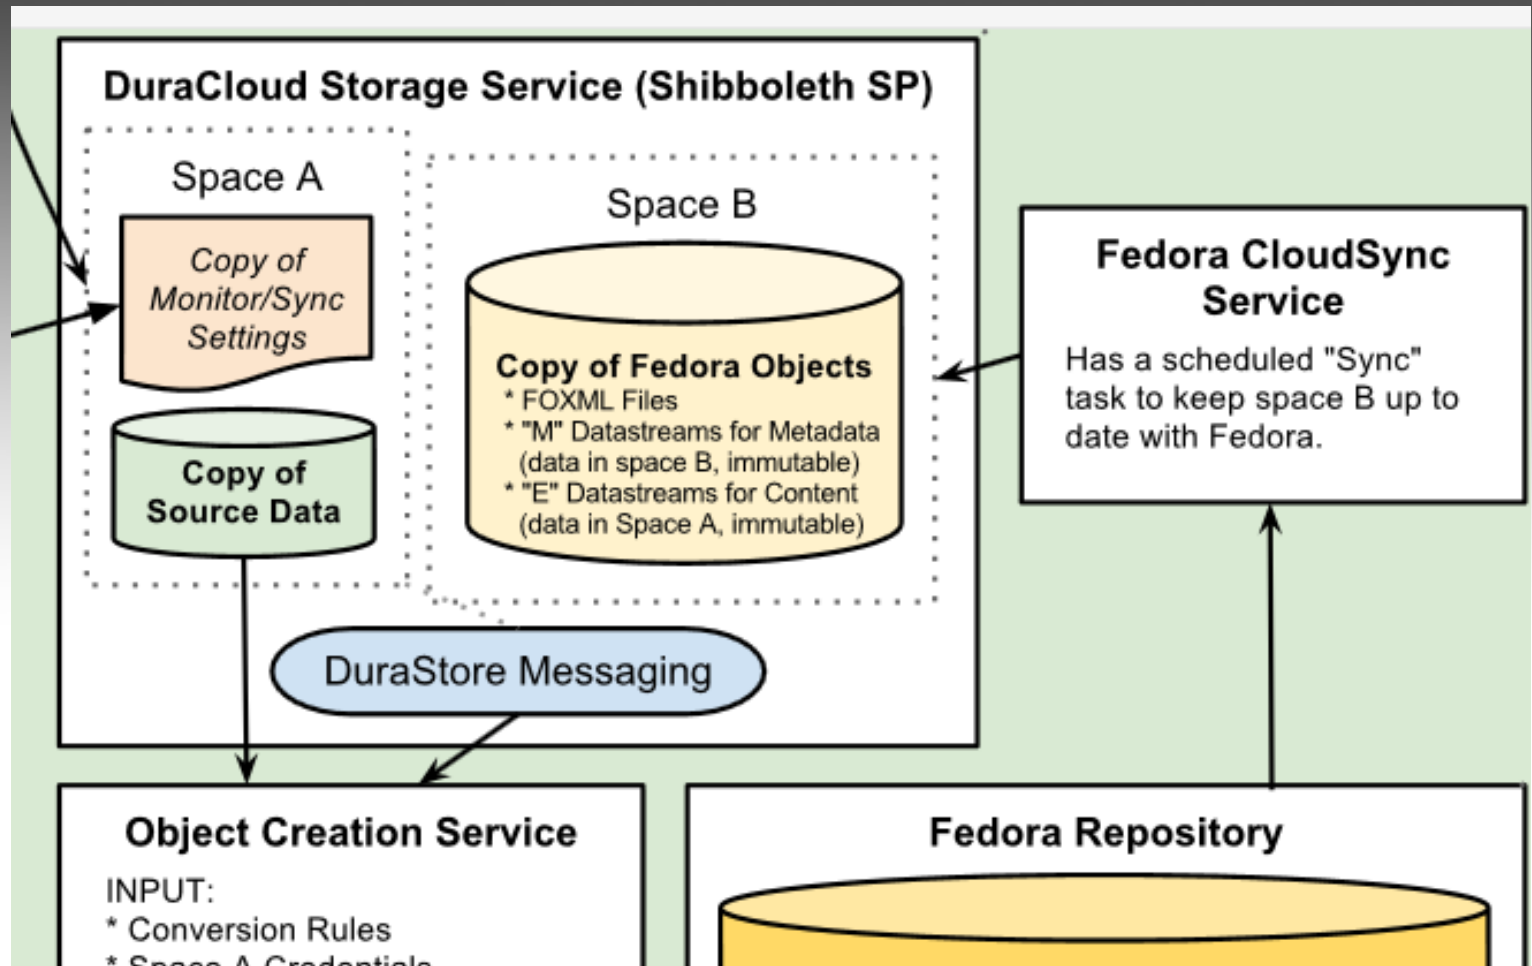 DuraCloud Storage Service (Shibboleth SP)
Space A
Copy of
Monitor/Sync
Settings
Copy of
Source Data
Space B
Copy of Fedora Objects
* FOXML Files
* "M" Datastreams for Metadata
(data in space B, immutable)
* "E" Datastreams for Content
(data in Space A, immutable)
DuraStore Messaging
Fedora CloudSync
Service
Has a scheduled "Sync"
task to keep space B up to
date with Fedora.
Object Creation Service
INPUT:
* Conversion Rules
* Space A Credentials
Fedora Repository